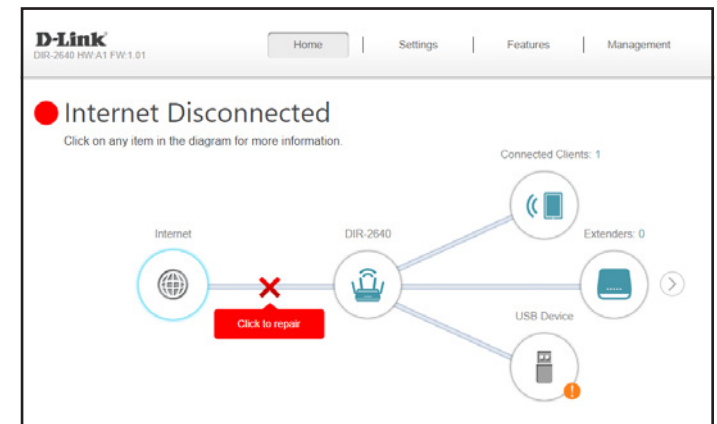 D-Link
DIR-2640 HW:A1 FW:1.01
Home
Settings
Features
Management
Internet Disconnected
Click on any item in the diagram for more information.
Connected Clients: 1
Internet
DIR-2640
Extenders: 0
Click to repair
USB Device